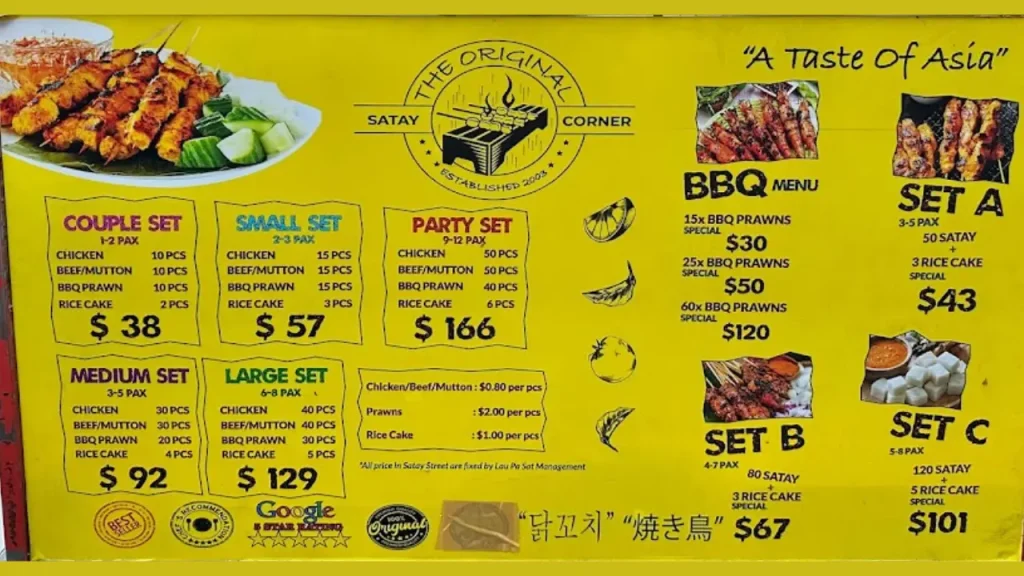 THE ORIGINAL
SATAY CORNER
ESTABLISHED 2003
"A Taste Of Asia"
COUPLE SET
1-2 PAX
CHICKEN 10 PCS
BEEF/MUTTON 10 PCS
BBQ PRAWN 10 PCS
RICE CAKE 2 PCS
$ 38
SMALL SET
2-3 PAX
CHICKEN 15 PCS
BEEF/MUTTON 15 PCS
BBQ PRAWN 15 PCS
RICE CAKE 3 PCS
$ 57
PARTY SET
9-12 PAX
CHICKEN 50 PCS
BEEF/MUTTON 50 PCS
BBQ PRAWN 40 PCS
RICE CAKE 6 PCS
$ 166
MEDIUM SET
3-5 PAX
CHICKEN 30 PCS
BEEF/MUTTON 30 PCS
BBQ PRAWN 20 PCS
RICE CAKE 4 PCS
$ 92
LARGE SET
6-8 PAX
CHICKEN 40 PCS
BEEF/MUTTON 40 PCS
BBQ PRAWN 30 PCS
RICE CAKE 5 PCS
$ 129
Chicken/Beef/Mutton : $0.80 per pcs
Prawns : $2.00 per pcs
Rice Cake : $1.00 per pcs
*All price in Satay Street are fixed by Lau Pa Sat Management
BBQ MENU
15x BBQ PRAWNS
SPECIAL
$30
25x BBQ PRAWNS
SPECIAL
$50
60x BBQ PRAWNS
SPECIAL
$120
SET A
3-5 PAX
50 SATAY
+
3 RICE CAKE
SPECIAL
$43
SET B
4-7 PAX
80 SATAY
+
3 RICE CAKE
SPECIAL
$67
SET C
5-8 PAX
120 SATAY
+
5 RICE CAKE
SPECIAL
$101
BEST SELLER
CHEF'S RECOMMENDATION
Google
5 STAR RATING
100%
Original
"닭꼬치" "焼き鳥"